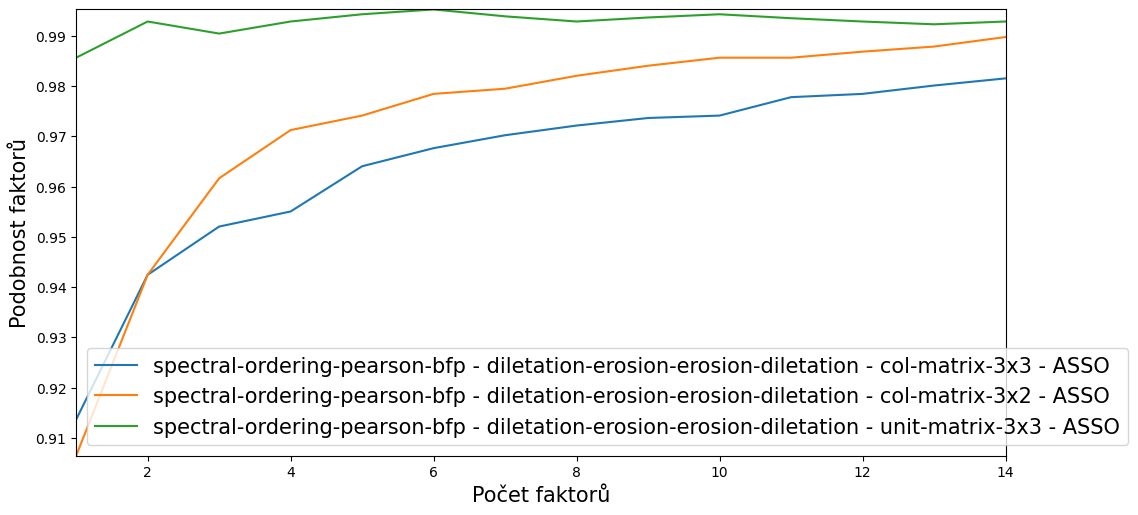 0.99
0.98
0.97
0.96
0.95
0.94
0.93
0.92
0.91
Podobnost faktorů
spectral-ordering-pearson-bfp - diletation-erosion-erosion-diletation - col-matrix-3x3 - ASSO
spectral-ordering-pearson-bfp - diletation-erosion-erosion-diletation - col-matrix-3x2 - ASSO
spectral-ordering-pearson-bfp - diletation-erosion-erosion-diletation - unit-matrix-3x3 - ASSO
2 4 6 8 10 12 14
Počet faktorů